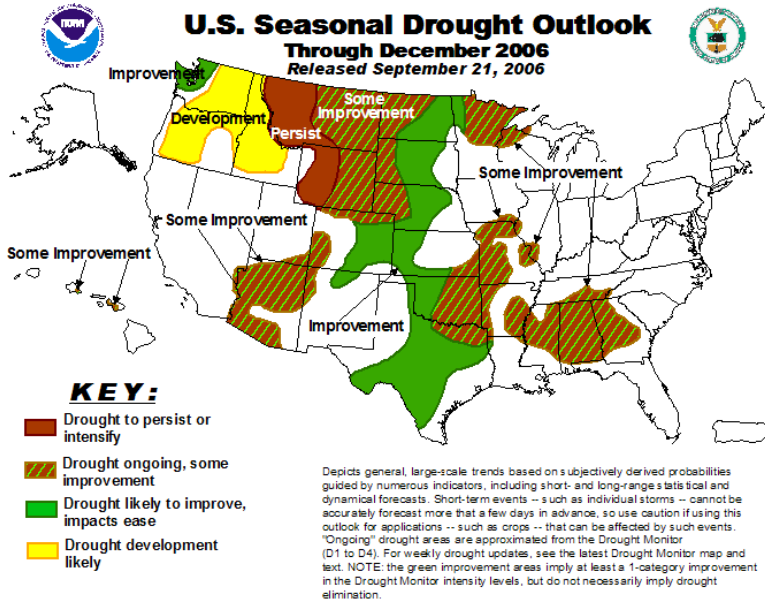 U.S. Seasonal Drought Outlook
Through December 2006
Released September 21, 2006
NOAA
Improvement
Development
Persist
Some
Improvement
Some Improvement
Some Improvement
Some Improvement
Improvement
KEY:
Drought to persist or
intensify
Drought ongoing, some
improvement
Drought likely to improve,
impacts ease
Drought development
likely
Depicts general, large-scale trends based on subjectively derived probabilities
guided by numerous indicators, including short- and long-range statistical and
dynamical forecasts. Short-term events -- such as individual storms -- cannot be
accurately forecast more that a few days in advance, so use caution if using this
outlook for applications -- such as crops -- that can be affected by such events.
"Ongoing" drought areas are approximated from the Drought Monitor
(D1 to D4). For weekly drought updates, see the latest Drought Monitor map and
text. NOTE: the green improvement areas imply at least a 1-category improvement
in the Drought Monitor intensity levels, but do not necessarily imply drought
elimination.